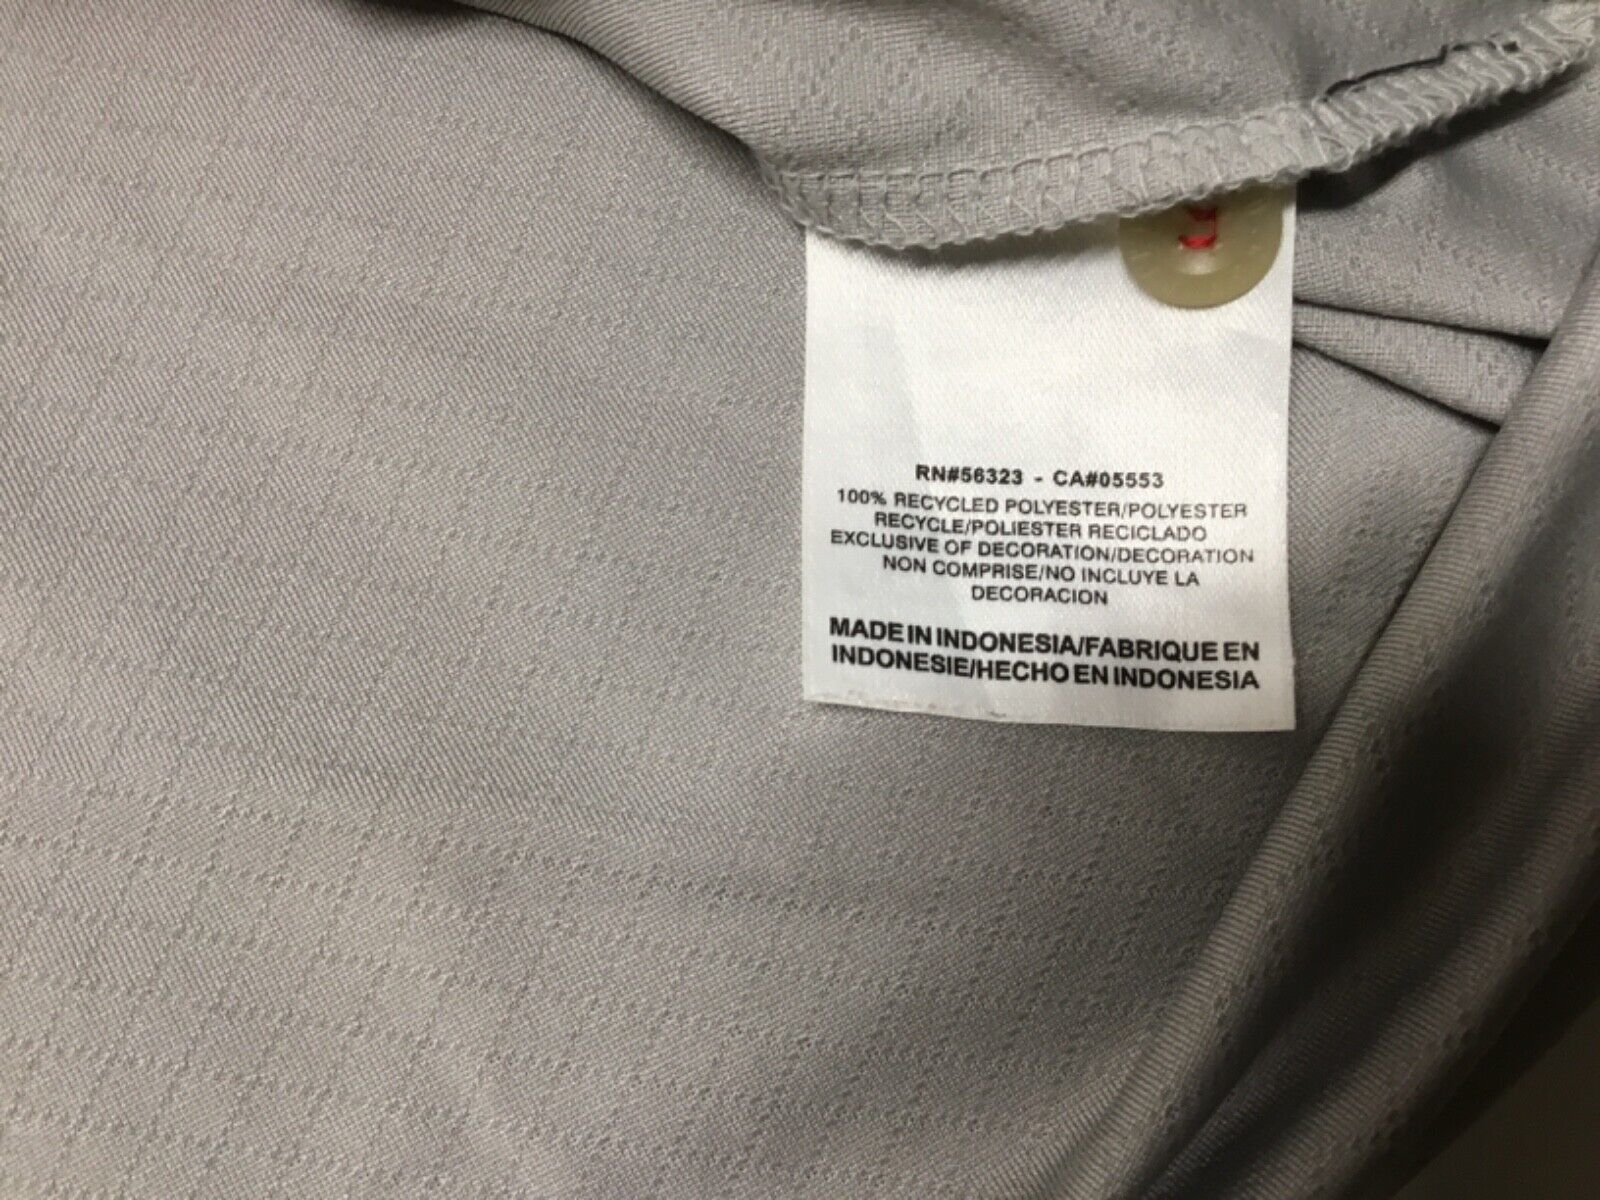 RN#56323 - CA#05553
100% RECYCLED POLYESTER/POLYESTER
RECYCLE/POLIESTER RECICLADO
EXCLUSIVE OF DECORATION/DECORATION
NON COMPRISE/NO INCLUYE LA
DECORACION
MADE IN INDONESIA/FABRIQUE EN
INDONESIE/HECHO EN INDONESIA